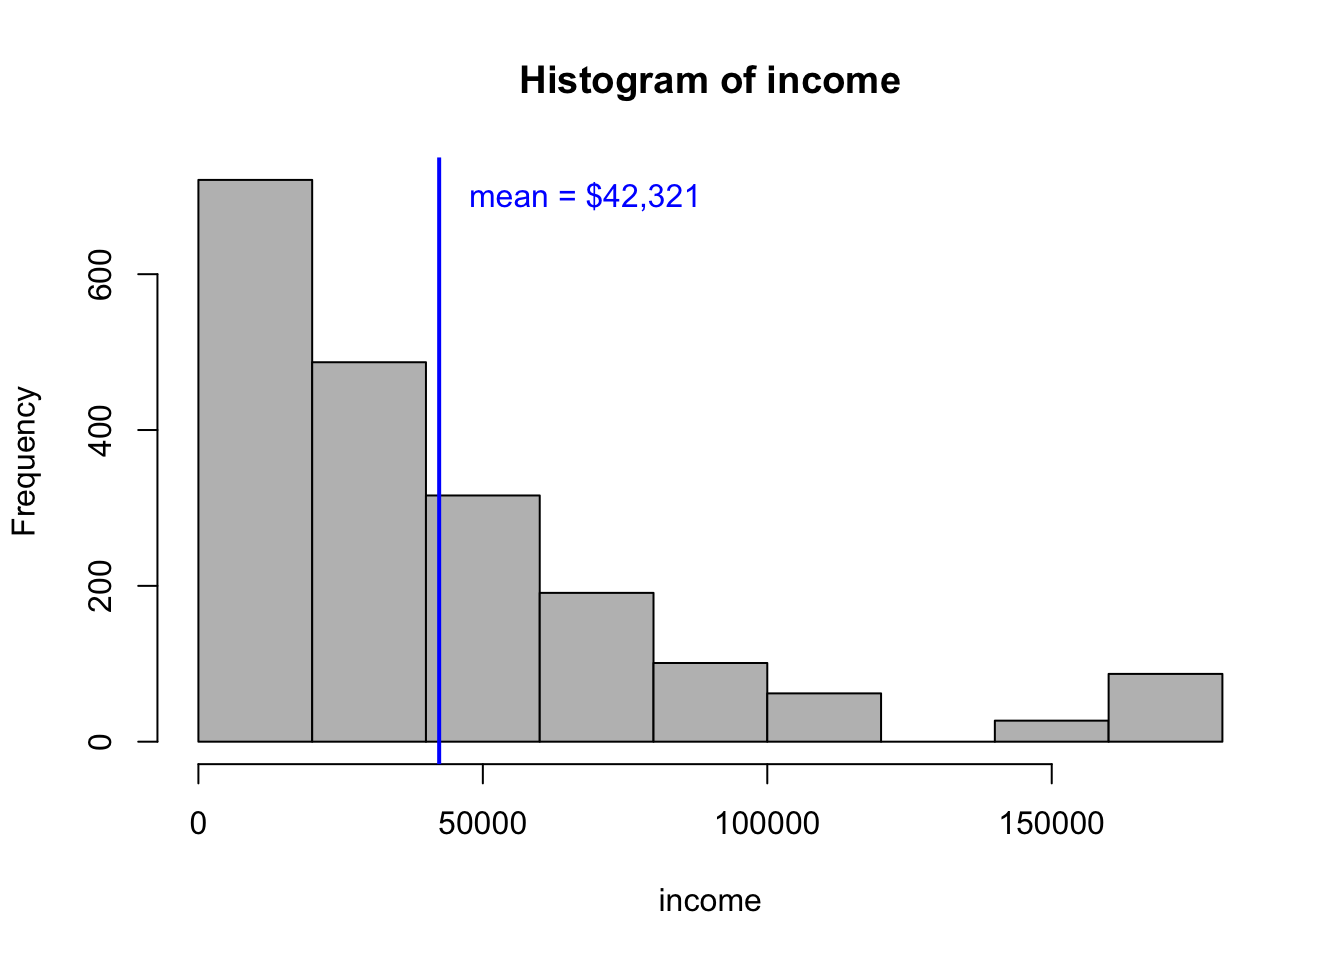 Histogram of income
mean = $42,321
Frequency
600
400
200
0
0 50000 100000 150000
income